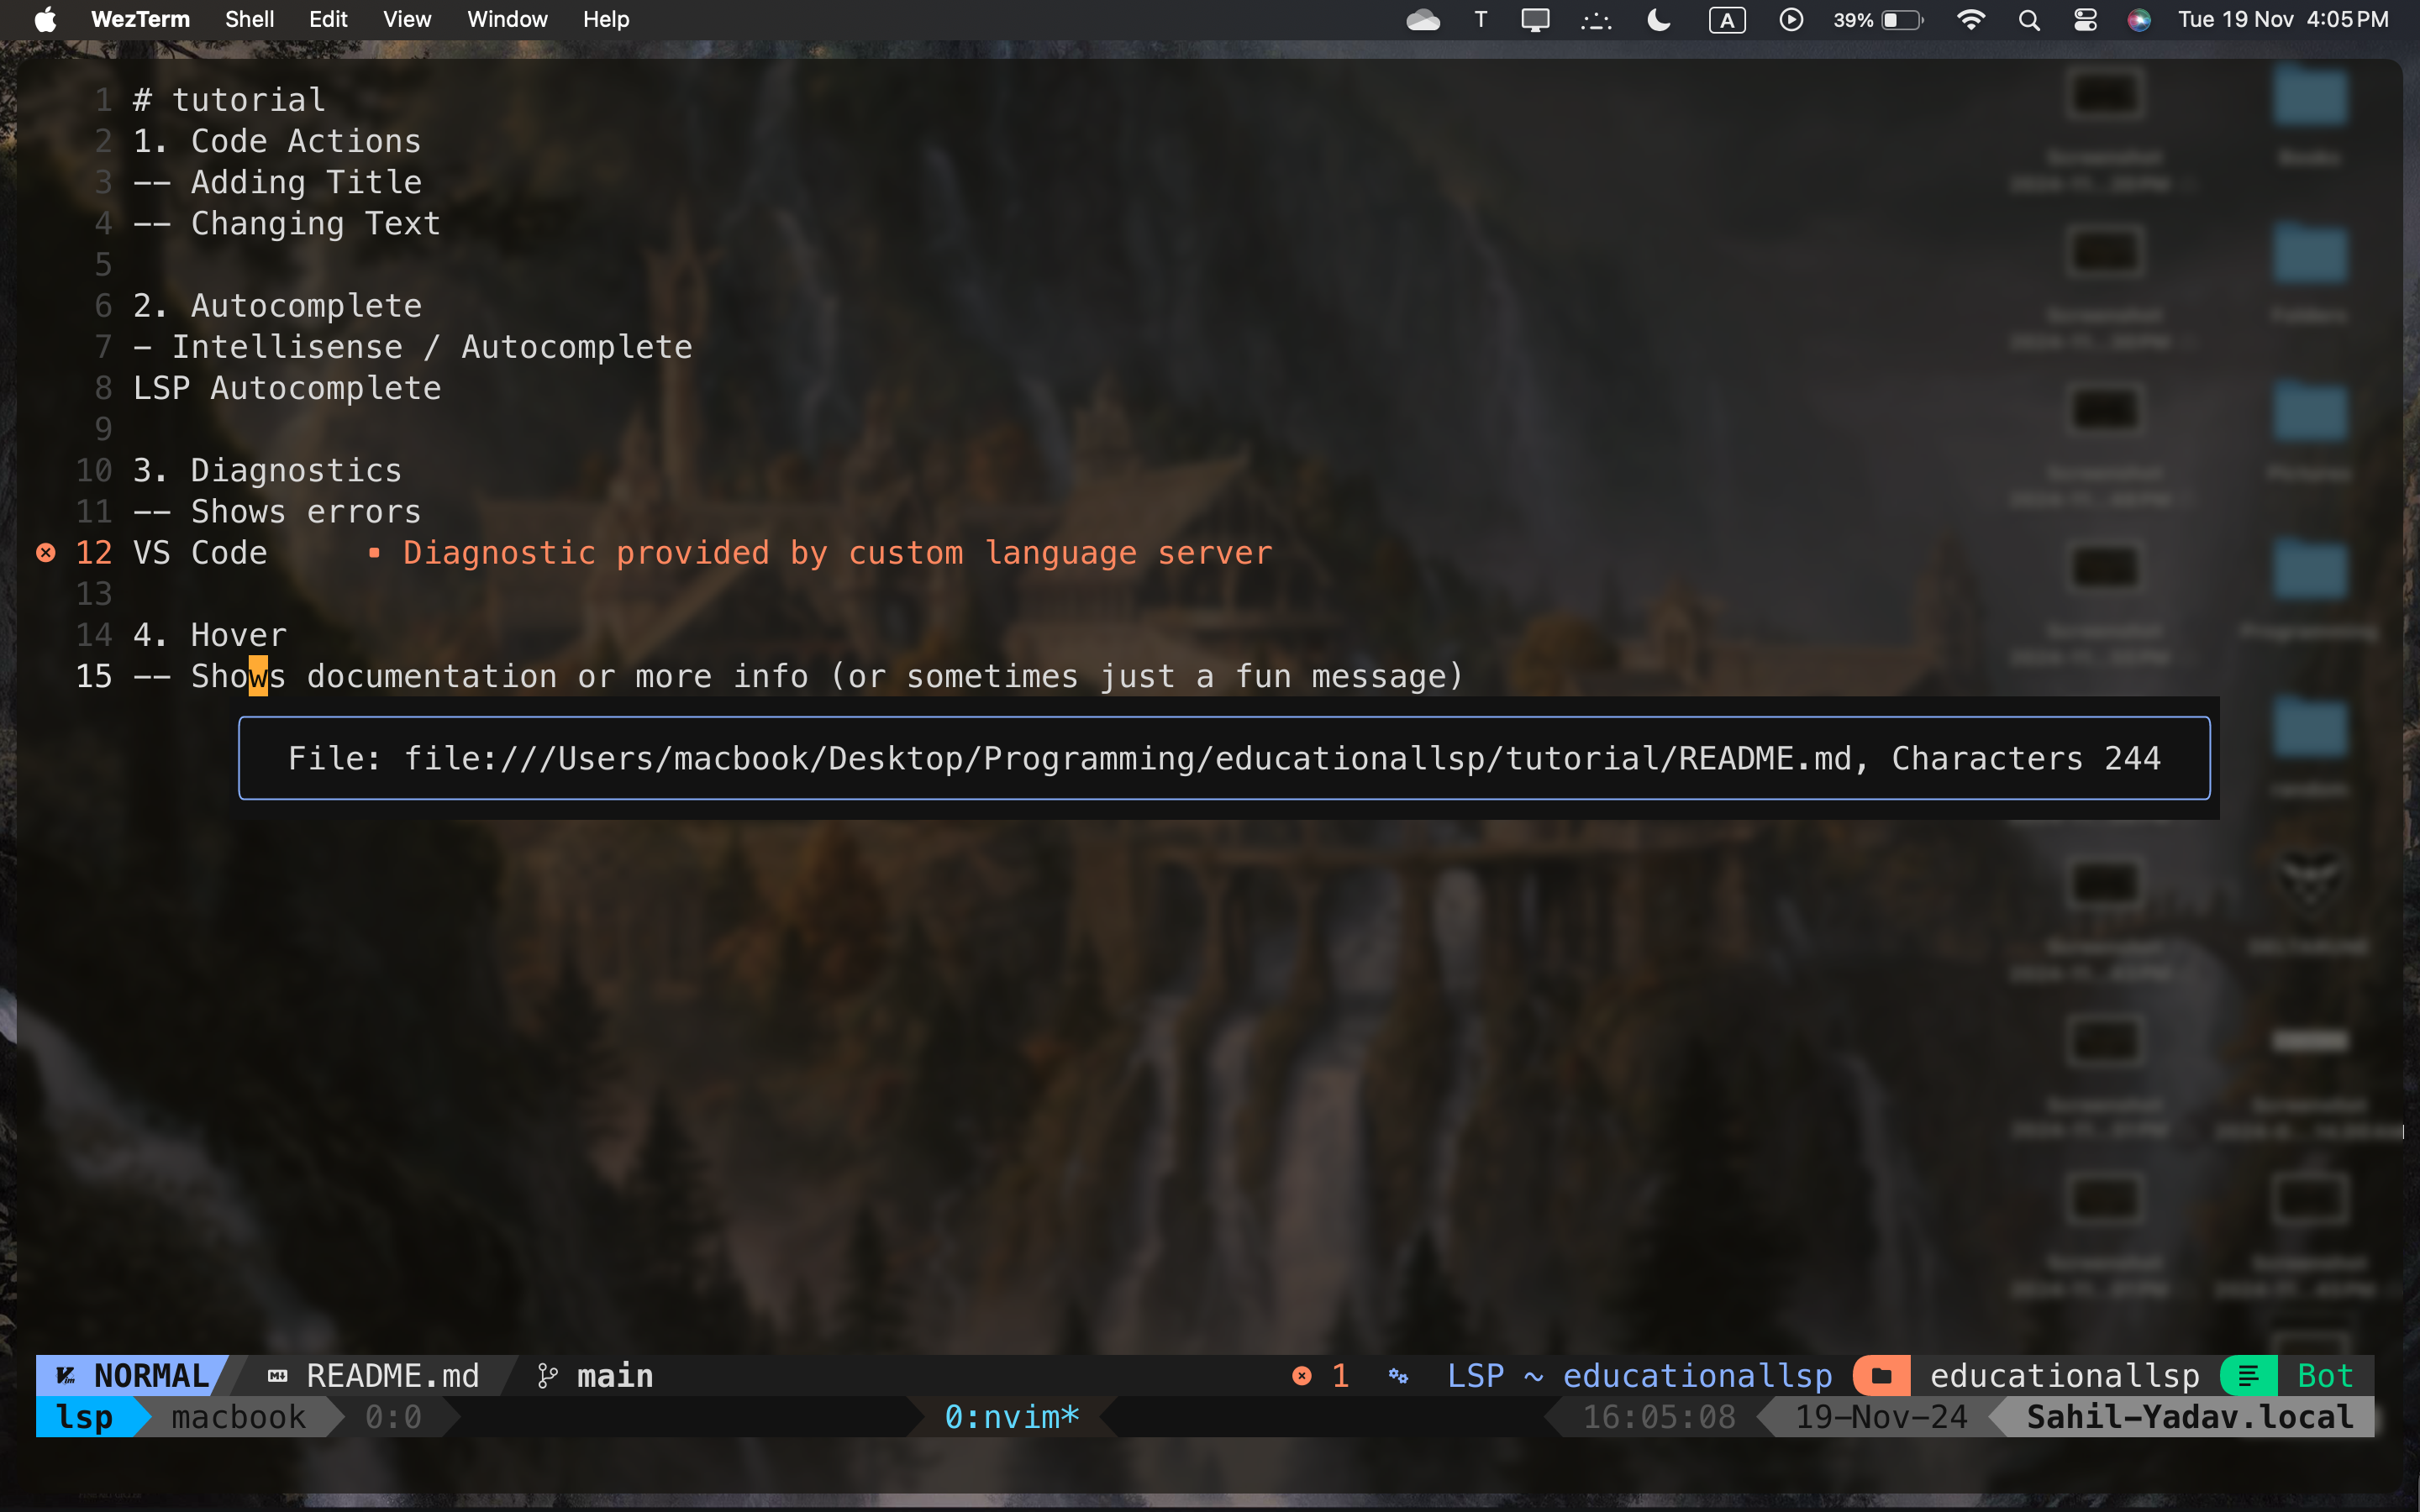 WezTerm Shell Edit View Window Help T A 39% Tue 19 Nov 4:05 PM
1 # tutorial
2 1. Code Actions
3 -- Adding Title
4 -- Changing Text
5
6 2. Autocomplete
7 - Intellisense / Autocomplete
8 LSP Autocomplete
9
10 3. Diagnostics
11 -- Shows errors
12 VS Code ▪ Diagnostic provided by custom language server
13
14 4. Hover
15 -- Shows documentation or more info (or sometimes just a fun message)
File: file:///Users/macbook/Desktop/Programming/educationallsp/tutorial/README.md, Characters 244
Books
Folders
Pictures
Programming
random
NORMAL README.md main 1 LSP ~ educationallsp educationallsp Bot
lsp macbook 0:0 0:nvim* 16:05:08 19-Nov-24 Sahil-Yadav.local